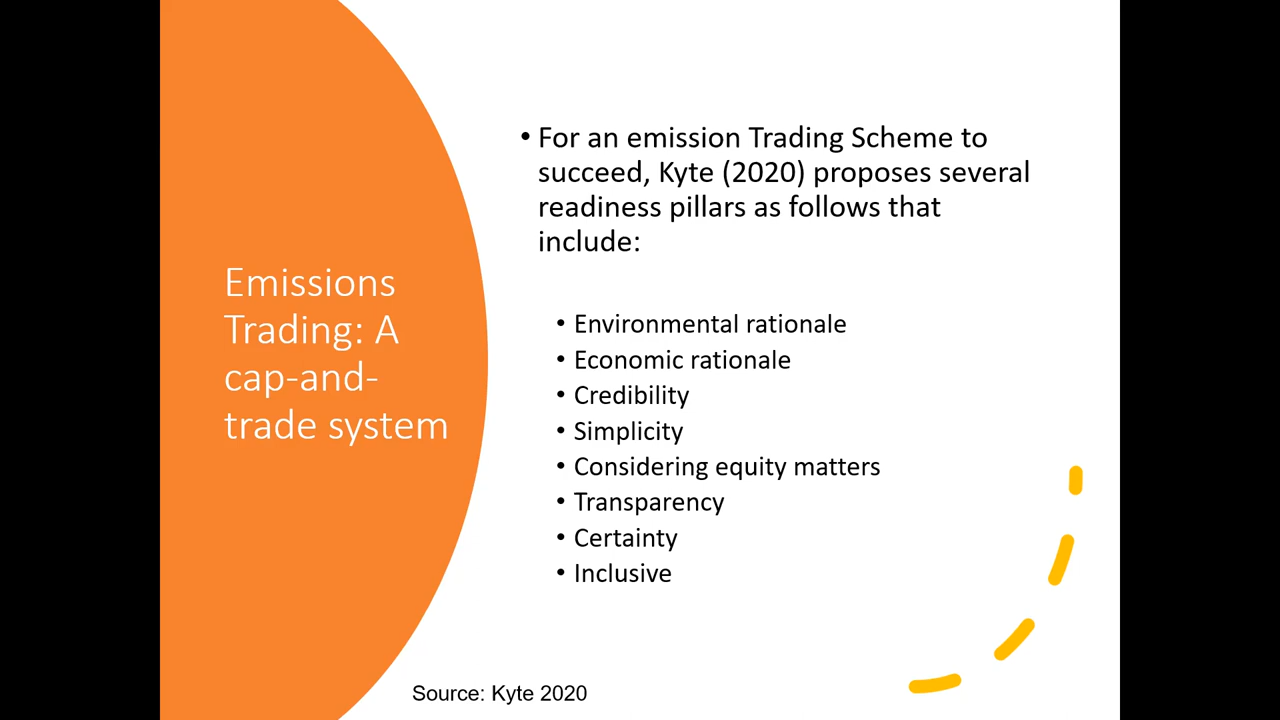 Emissions
Trading: A
cap-and-
trade system
• For an emission Trading Scheme to
succeed, Kyte (2020) proposes several
readiness pillars as follows that
include:
• Environmental rationale
• Economic rationale
• Credibility
• Simplicity
• Considering equity matters
• Transparency
• Certainty
• Inclusive
Source: Kyte 2020